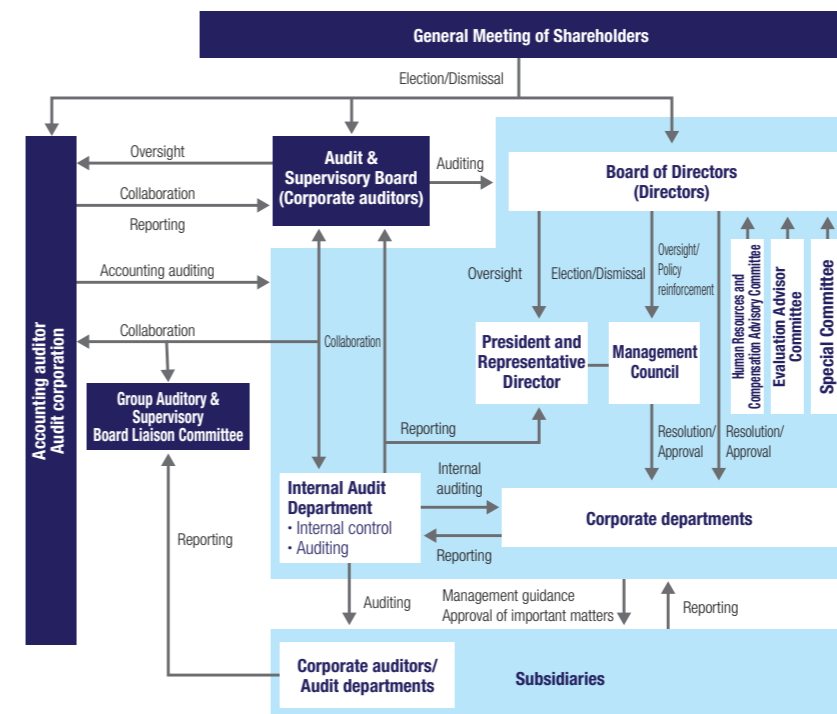 General Meeting of Shareholders
Election/Dismissal
Oversight
Collaboration
Reporting
Audit &
Supervisory Board
(Corporate auditors)
Auditing
Board of Directors
(Directors)
Accounting auditing
Collaboration
Accounting auditor
Audit corporation
Group Auditory &
Supervisory
Board Liaison Committee
Collaboration
Oversight
Election/Dismissal
Oversight/
Policy
reinforcement
Human Resources and
Compensation Advisory Committee
Evaluation Advisor
Committee
Special Committee
President and
Representative
Director
Management
Council
Reporting
Resolution/
Approval
Resolution/
Approval
Internal Audit
Department
• Internal control
• Auditing
Internal
auditing
Reporting
Corporate departments
Reporting
Auditing
Management guidance
Approval of important matters
Reporting
Corporate auditors/
Audit departments
Subsidiaries